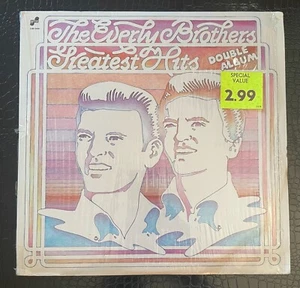 The Everly Brothers
Greatest Hits
DOUBLE
ALBUM
SPECIAL
VALUE
2.99